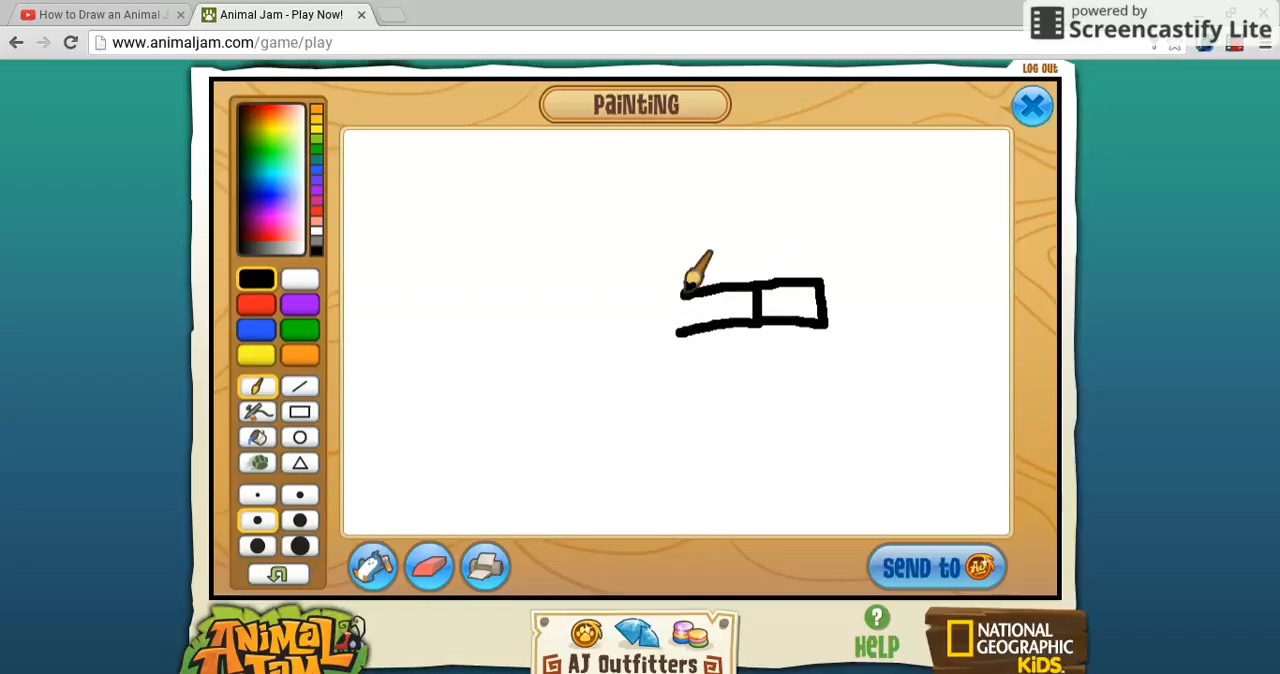 How to Draw an Animal
Animal Jam - Play Now!
powered by
Screencastify Lite
www.animaljam.com/game/play
LOG OUT
PAiNtiNG
SEND tO AJ
ANiMAL
JAM
AJ Outfitters
HELP
NATIONAL
GEOGRAPHIC
KiDS